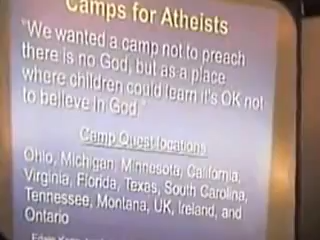 Camps for Atheists
"We wanted a camp not to preach
there is no God, but as a place
where children could learn it's OK not
to believe in God."
Camp Quest locations
Ohio, Michigan, Minnesota, California,
Virginia, Florida, Texas, South Carolina,
Tennessee, Montana, UK, Ireland, and
Ontario
Edwin